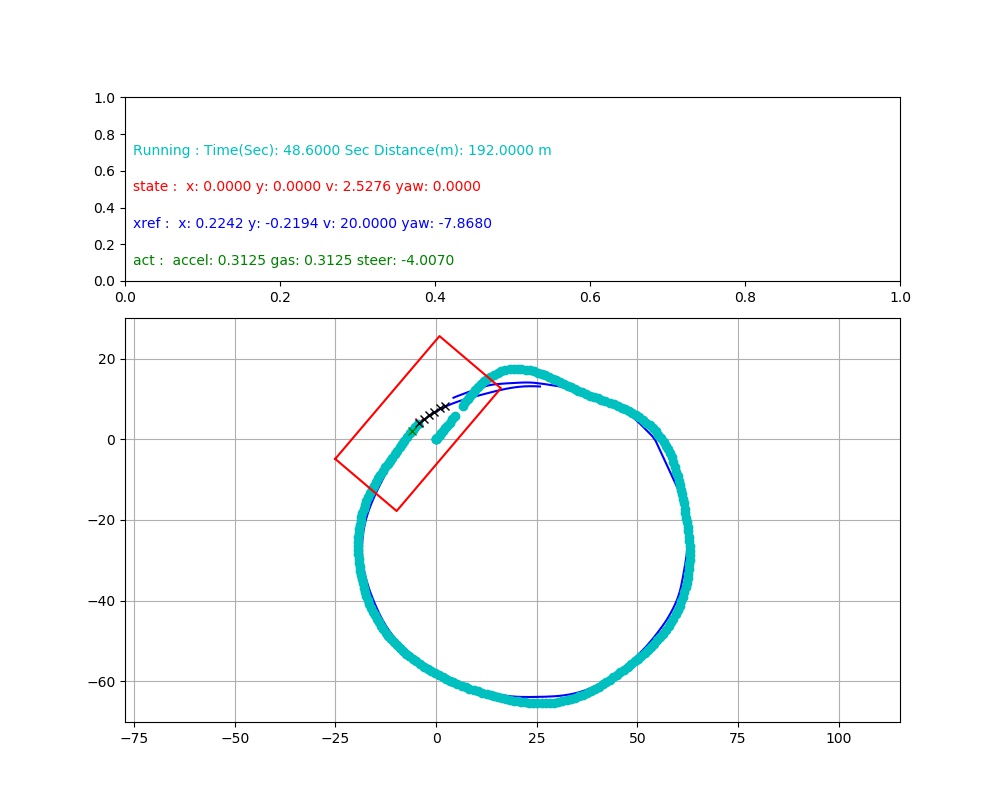 1.0
0.8
Running : Time(Sec): 48.6000 Sec Distance(m): 192.0000 m
0.6
state :  x: 0.0000 y: 0.0000 v: 2.5276 yaw: 0.0000
0.4
xref :  x: 0.2242 y: -0.2194 v: 20.0000 yaw: -7.8680
0.2
act :  accel: 0.3125 gas: 0.3125 steer: -4.0070
0.0
0.0 0.2 0.4 0.6 0.8 1.0
20
0
−20
−40
−60
−75 −50 −25 0 25 50 75 100